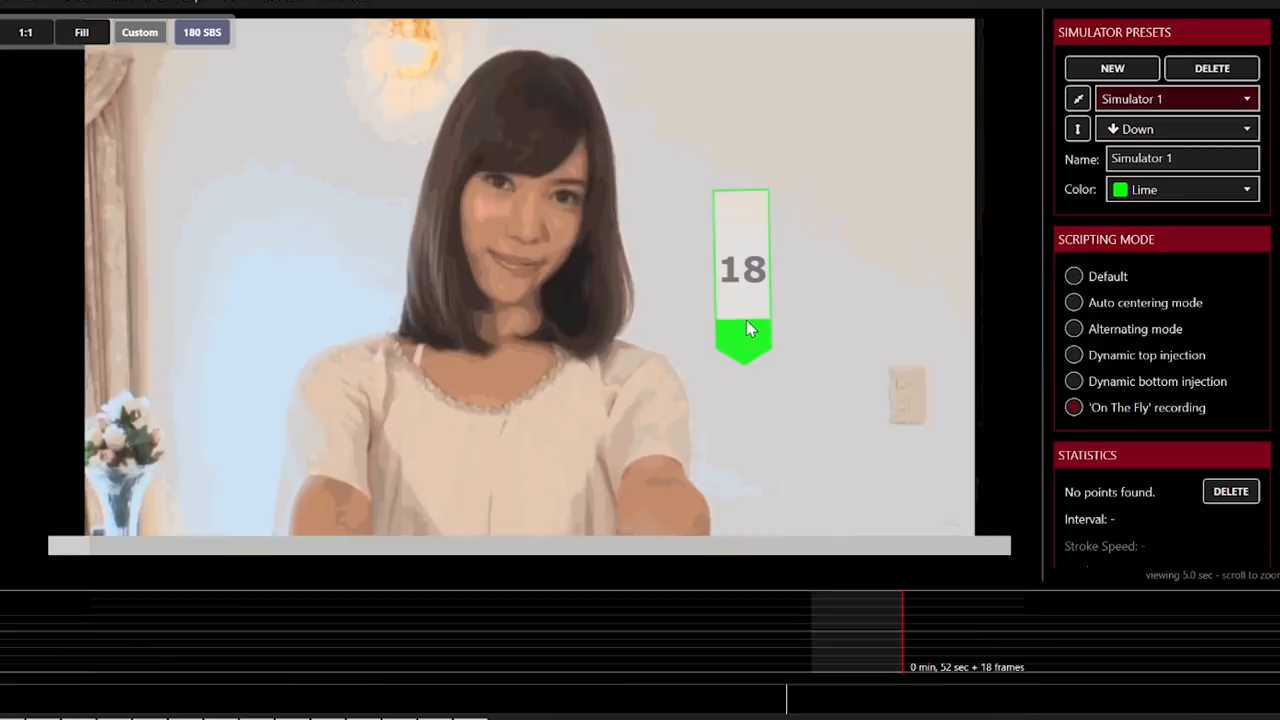 1:1 Fill Custom 180 SBS
18
SIMULATOR PRESETS
NEW DELETE
Simulator 1
Down
Name: Simulator 1
Color: Lime
SCRIPTING MODE
Default
Auto centering mode
Alternating mode
Dynamic top injection
Dynamic bottom injection
'On The Fly' recording
STATISTICS
No points found. DELETE
Interval: -
Stroke Speed: -
viewing 5.0 sec - scroll to zoom
0 min, 52 sec + 18 frames